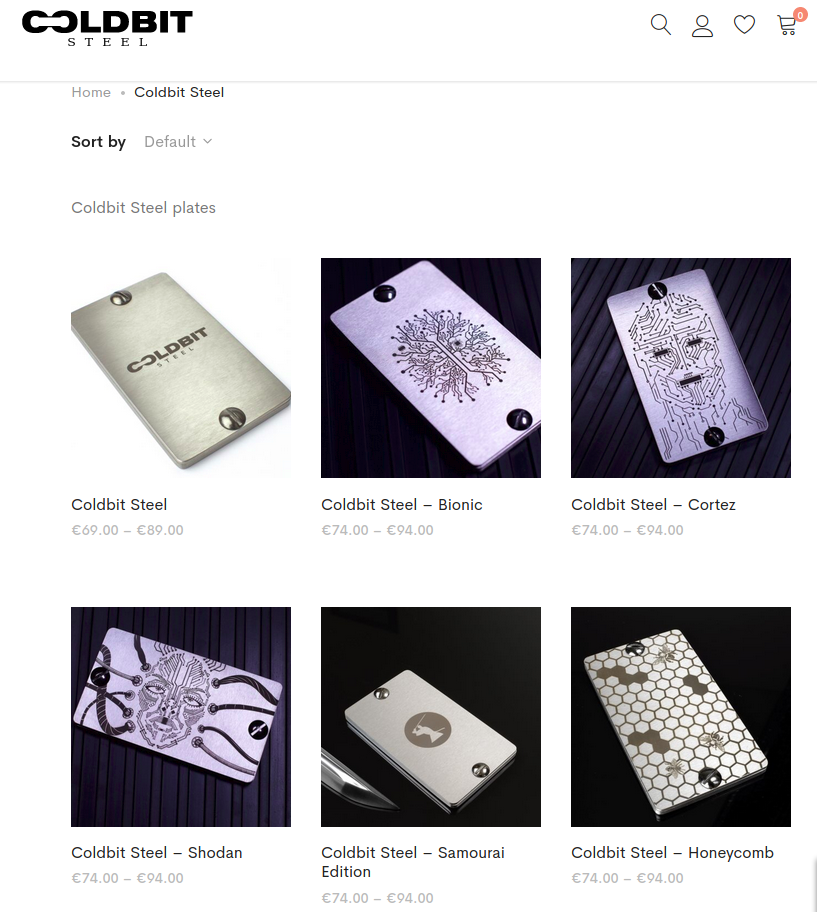 COLDBIT
STEEL
0
Home • Coldbit Steel
Sort by Default
Coldbit Steel plates
COLDBIT
STEEL
Coldbit Steel
€69.00 – €89.00
Coldbit Steel – Bionic
€74.00 – €94.00
Coldbit Steel – Cortez
€74.00 – €94.00
Coldbit Steel – Shodan
€74.00 – €94.00
Coldbit Steel – Samourai
Edition
€74.00 – €94.00
Coldbit Steel – Honeycomb
€74.00 – €94.00